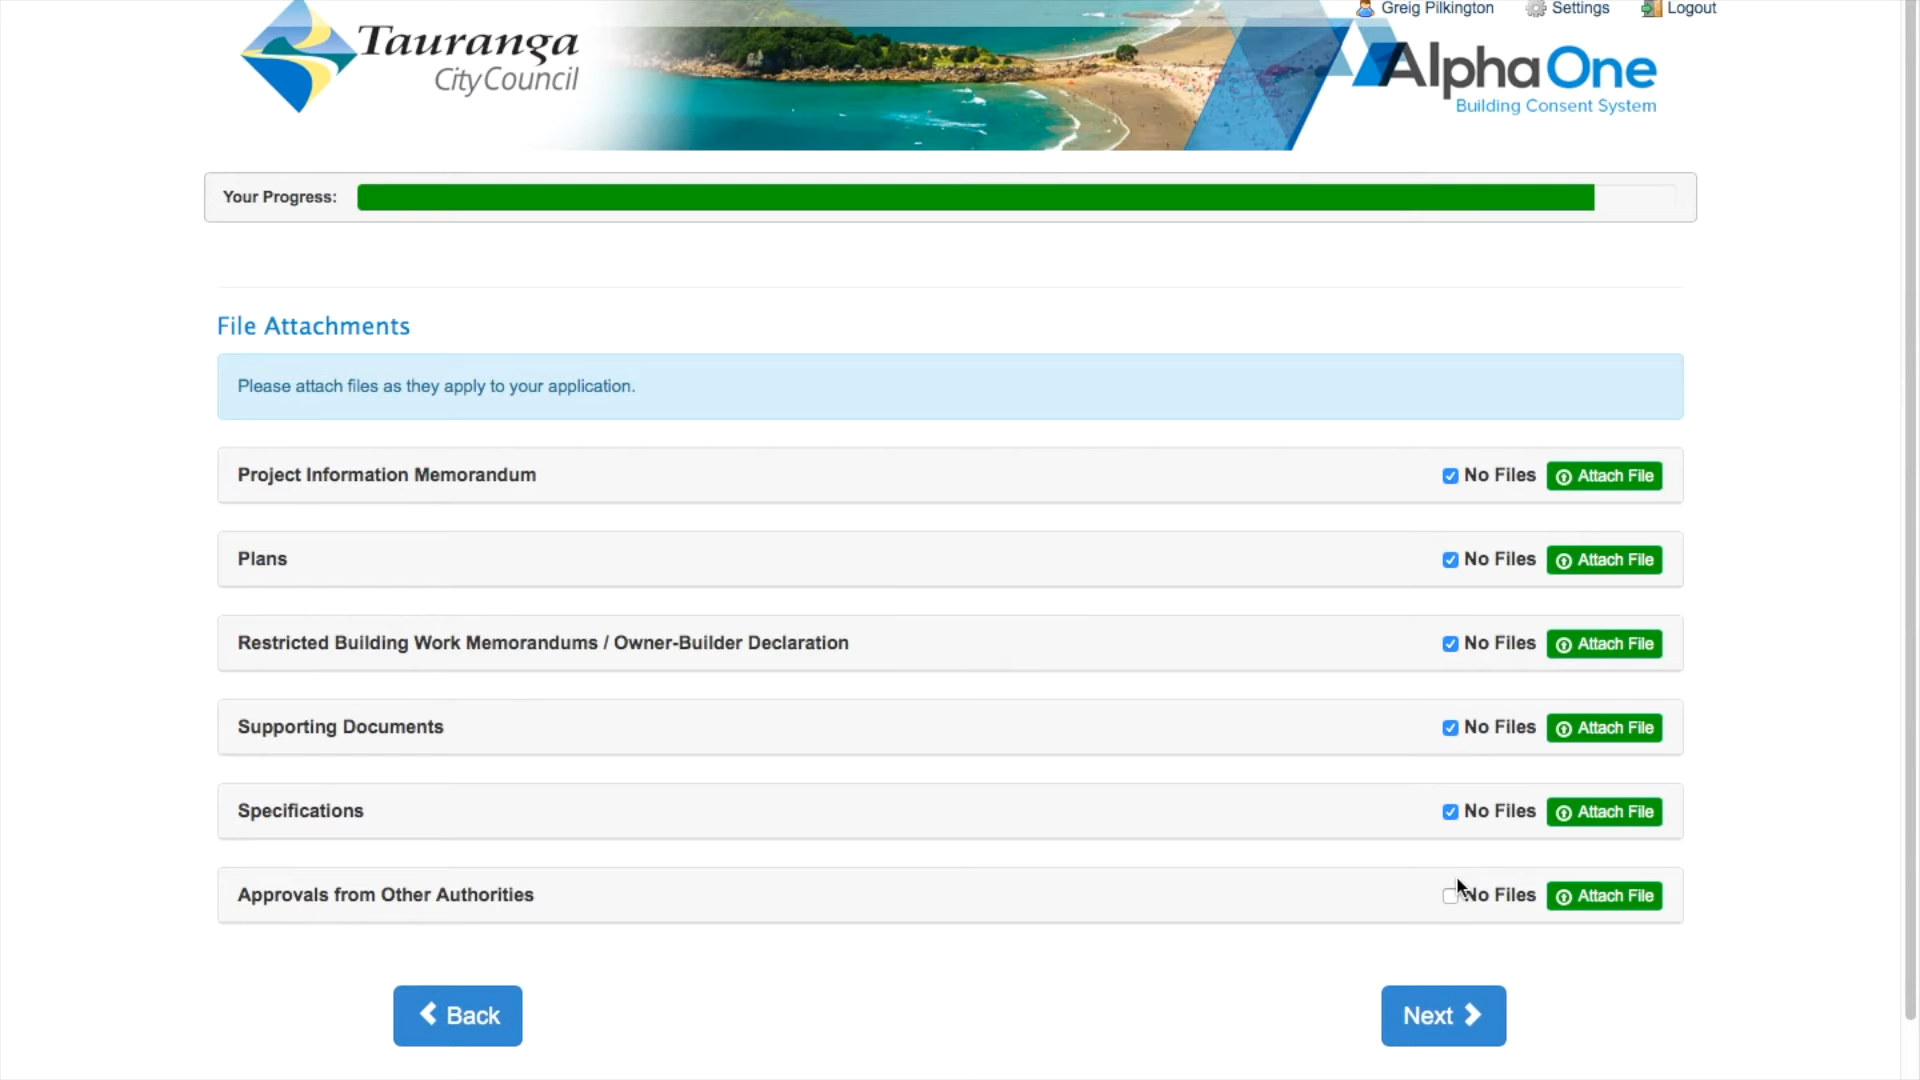 Greig Pilkington Settings Logout
Tauranga
City Council
AlphaOne
Building Consent System
Your Progress:
File Attachments
Please attach files as they apply to your application.
Project Information Memorandum No Files Attach File
Plans No Files Attach File
Restricted Building Work Memorandums / Owner-Builder Declaration No Files Attach File
Supporting Documents No Files Attach File
Specifications No Files Attach File
Approvals from Other Authorities No Files Attach File
Back Next